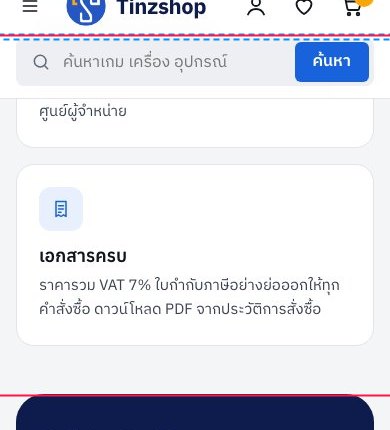 Tinzshop
ค้นหาเกม เครื่อง อุปกรณ์
ค้นหา
ศูนย์ผู้จำหน่าย
เอกสารครบ
ราคารวม VAT 7% ใบกำกับภาษีอย่างย่อออกให้ทุก
คำสั่งซื้อ ดาวน์โหลด PDF จากประวัติการสั่งซื้อ